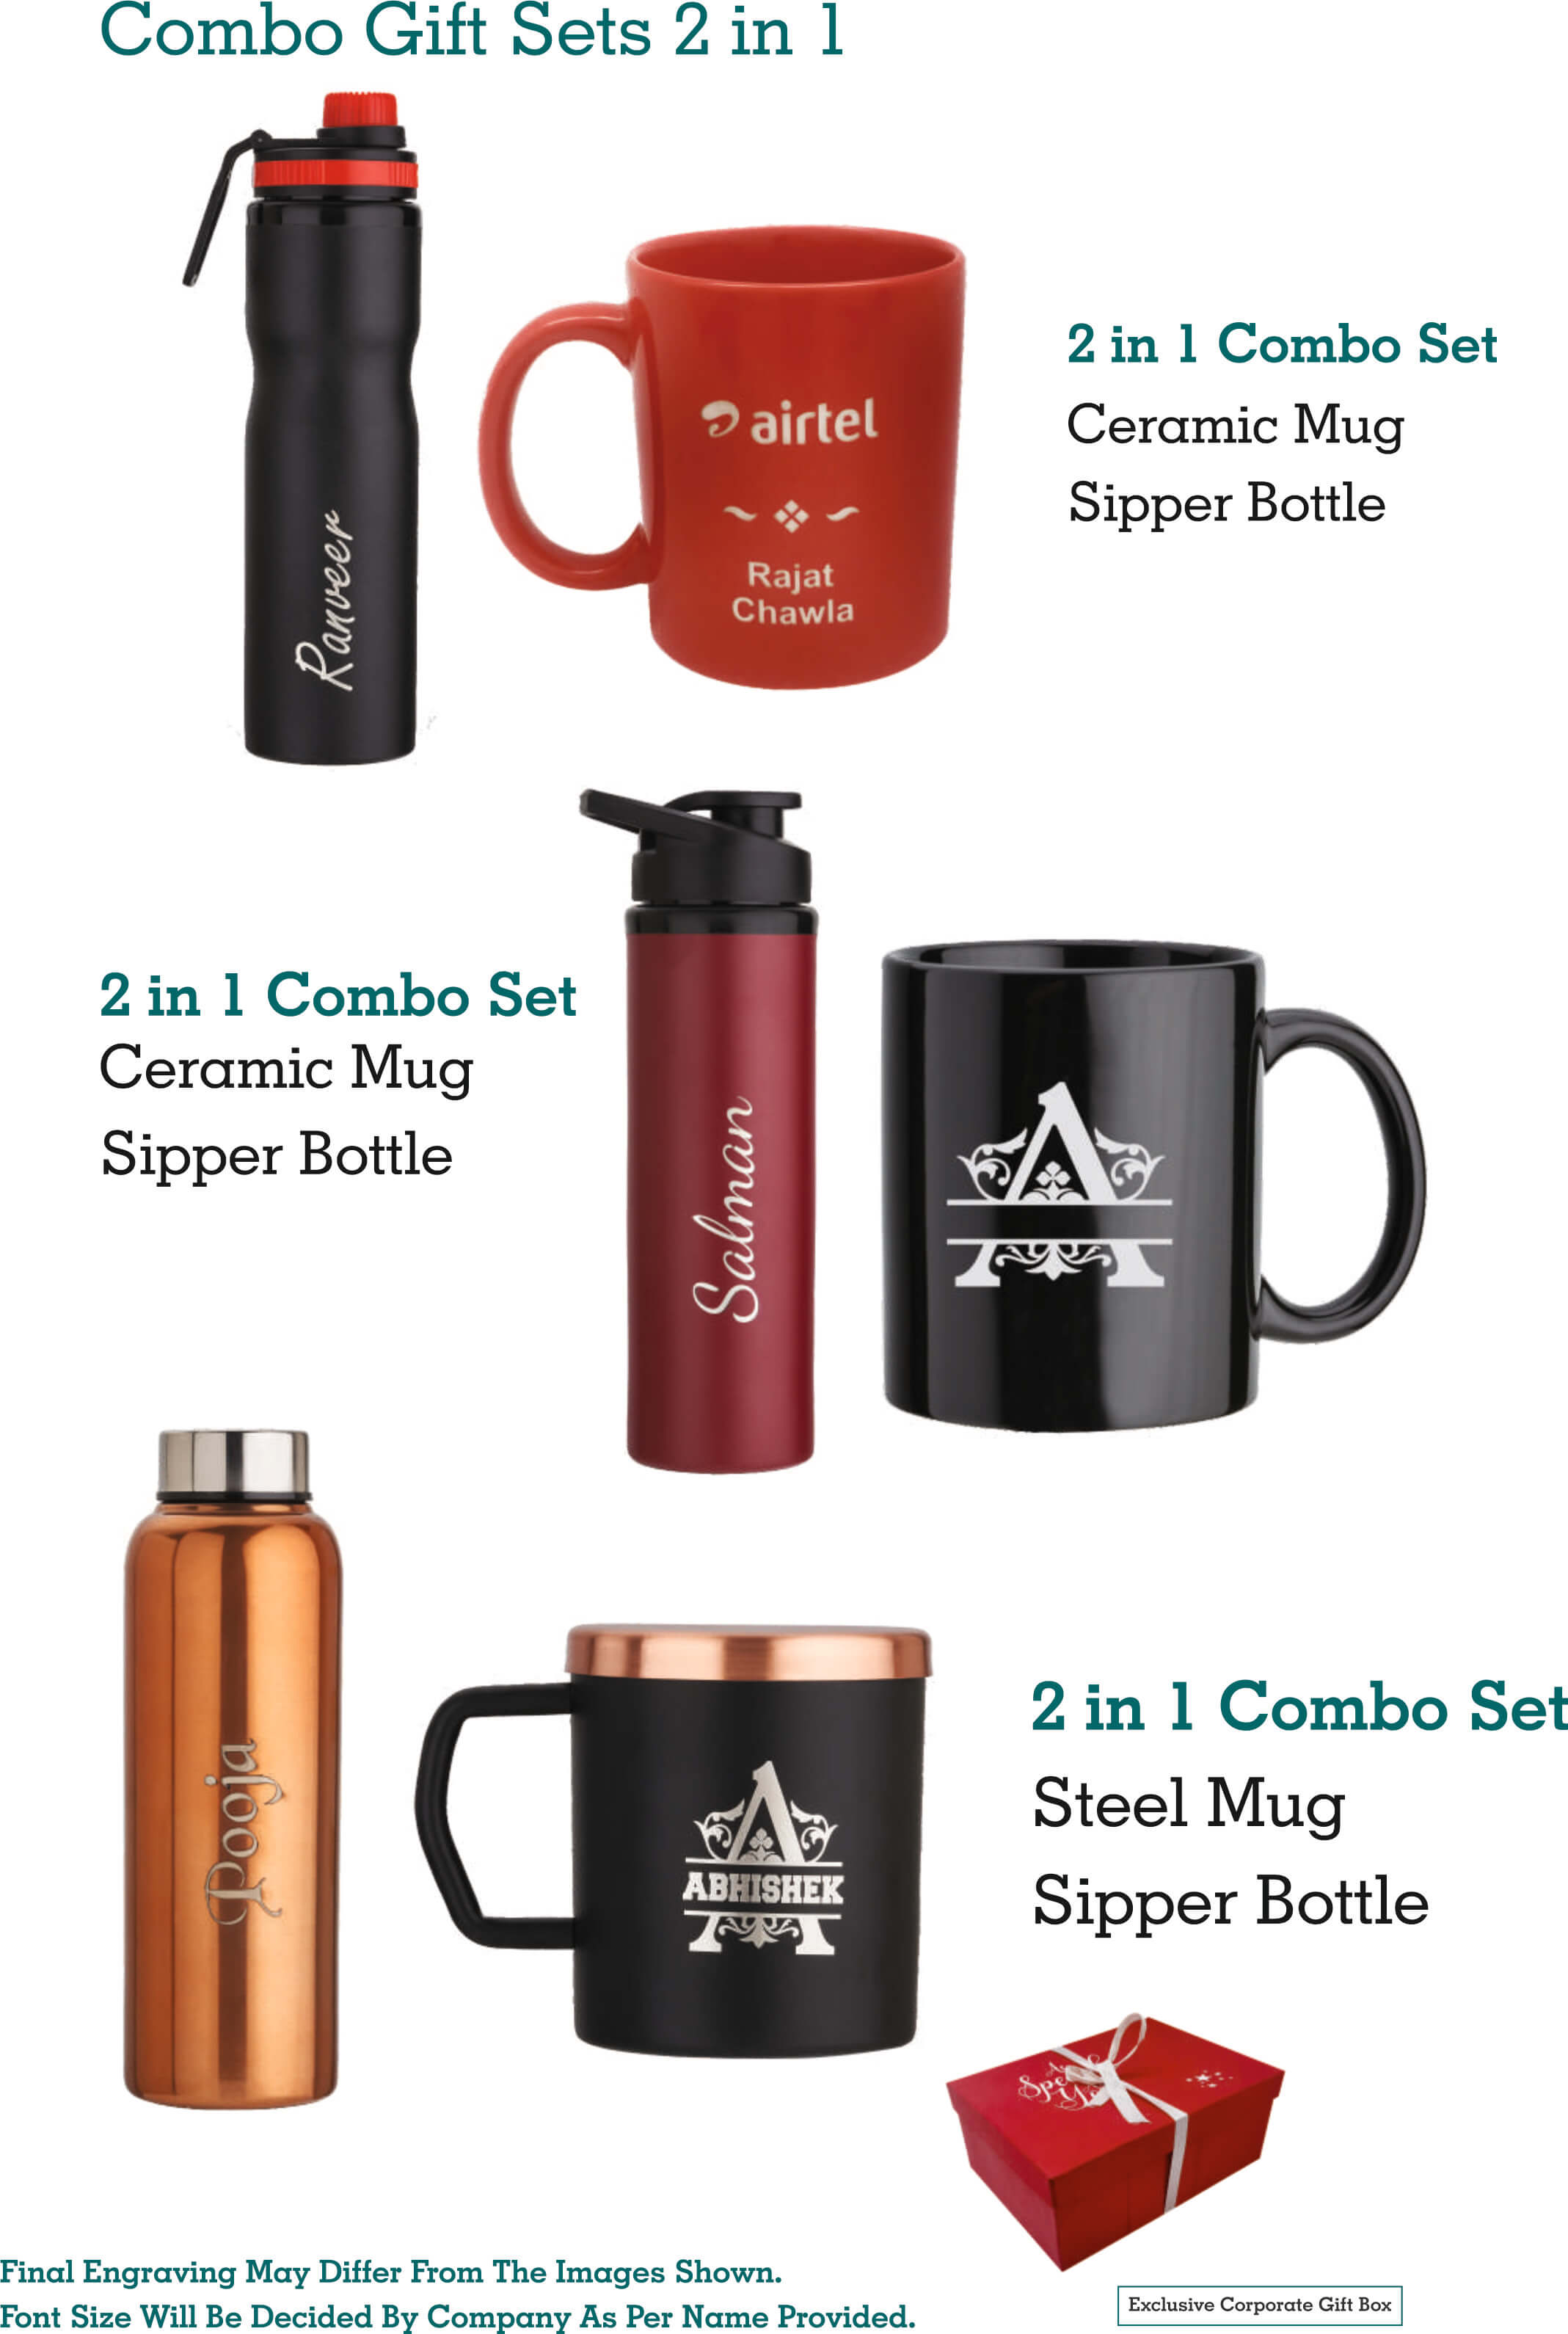 Combo Gift Sets 2 in 1
Ranveer
airtel
Rajat
Chawla
2 in 1 Combo Set
Ceramic Mug
Sipper Bottle
2 in 1 Combo Set
Ceramic Mug
Sipper Bottle
Salman
A
Pooja
A
ABHISHEK
2 in 1 Combo Set
Steel Mug
Sipper Bottle
Final Engraving May Differ From The Images Shown.
Font Size Will Be Decided By Company As Per Name Provided.
Exclusive Corporate Gift Box